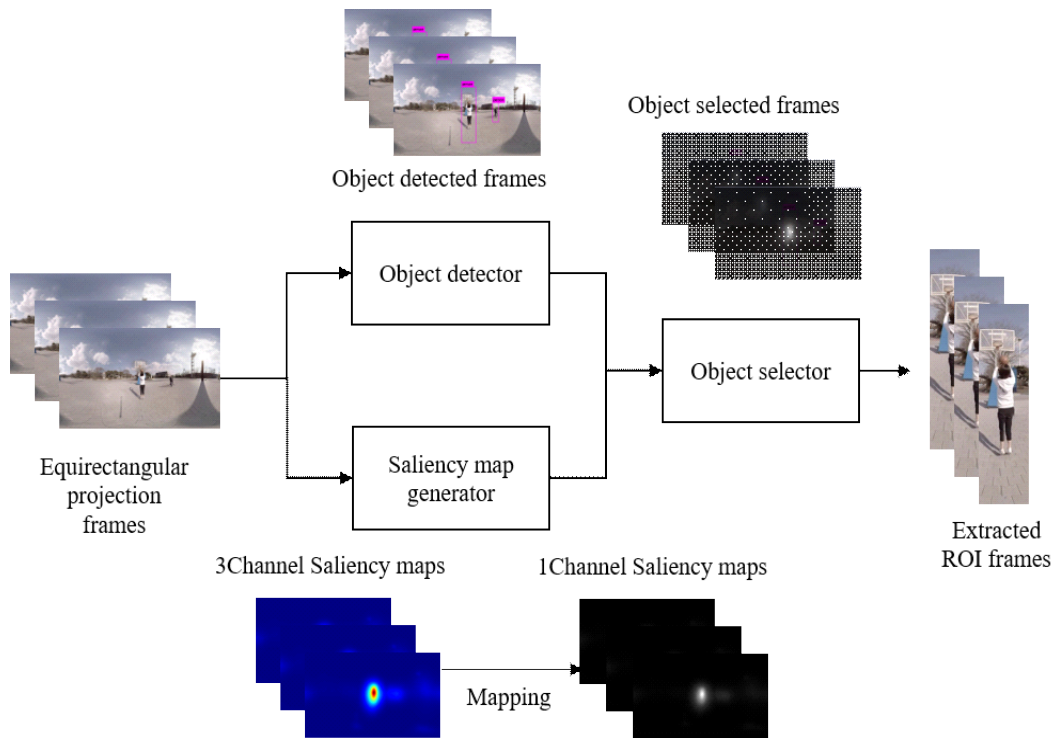 Object detected frames
Object selected frames
Object detector
Object selector
Saliency map
generator
Equirectangular
projection
frames
Extracted
ROI frames
3Channel Saliency maps
1Channel Saliency maps
Mapping